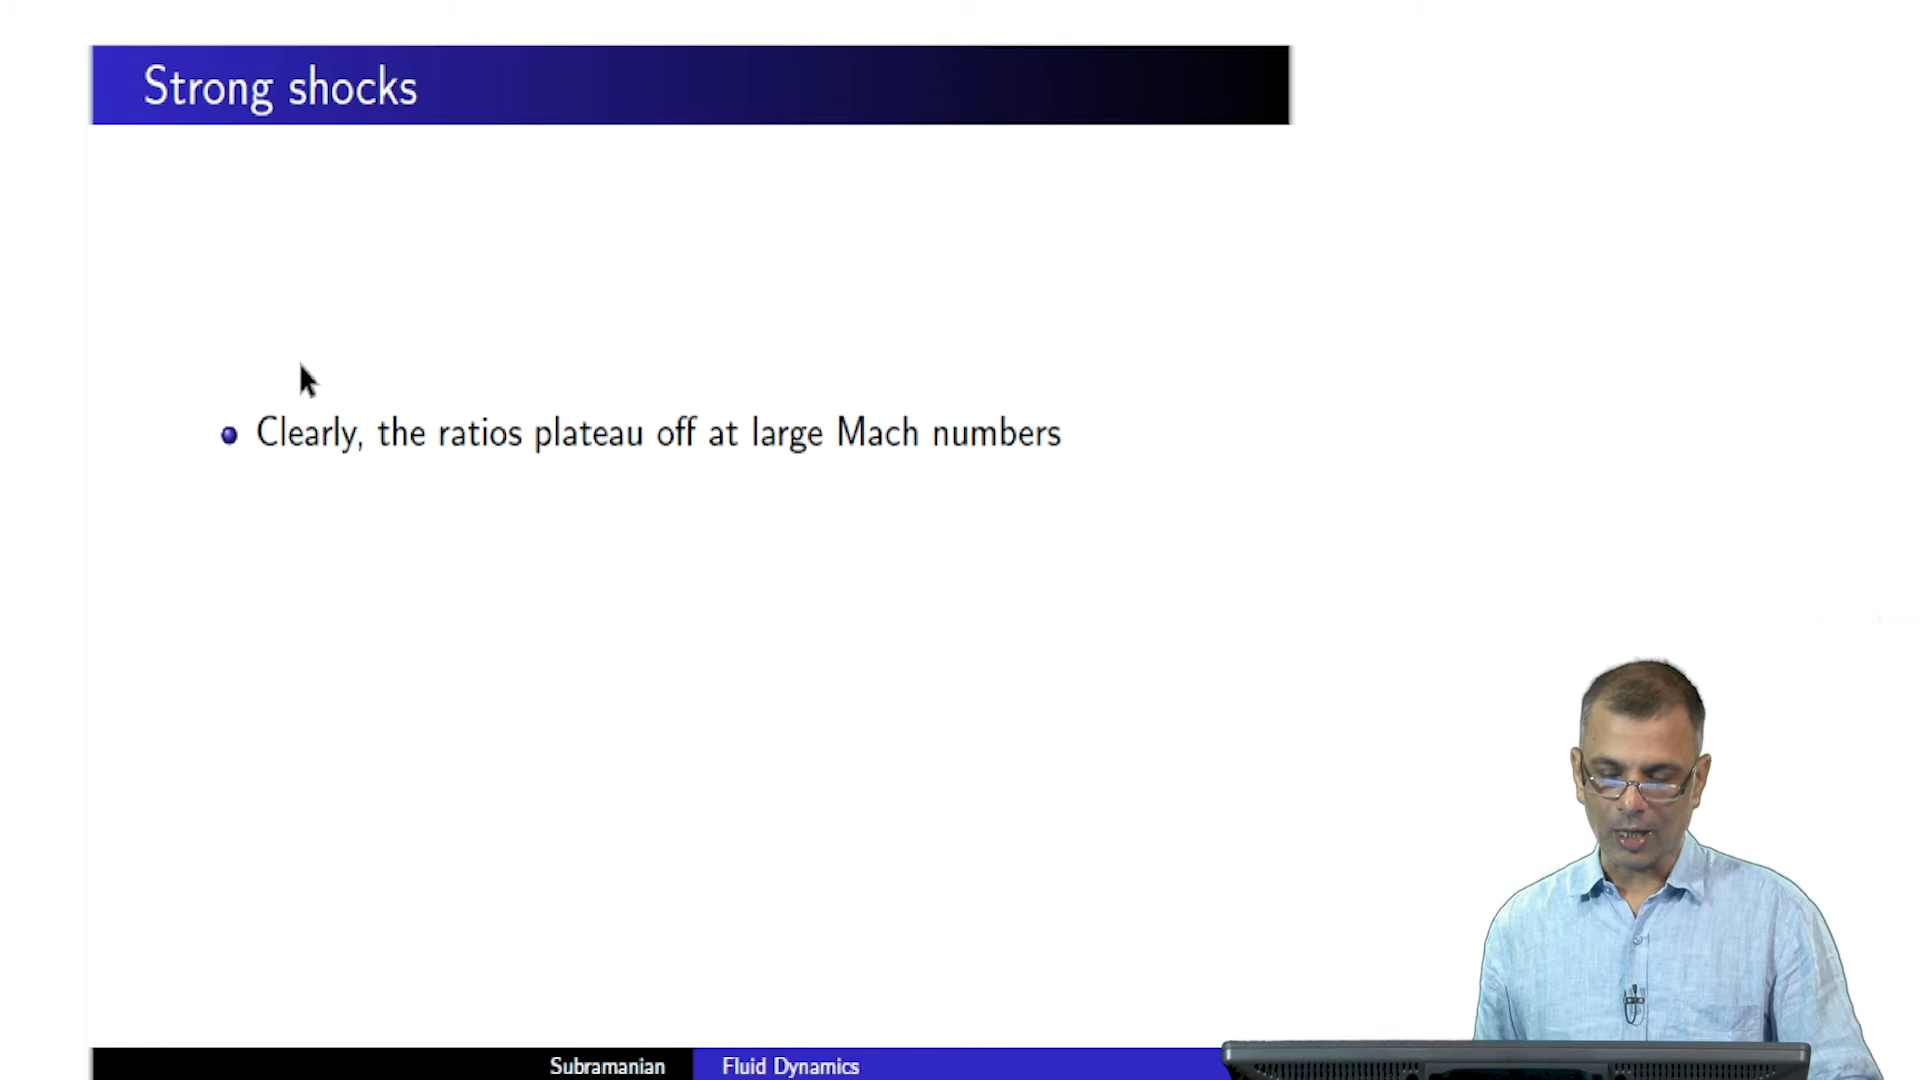 Strong shocks
Clearly, the ratios plateau off at large Mach numbers
Subramanian Fluid Dynamics